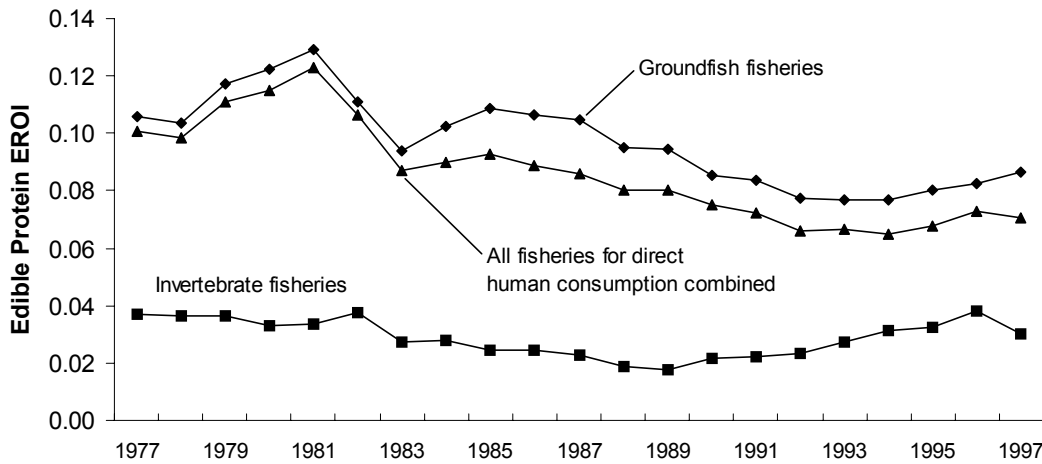 0.14
0.12
0.10
0.08
0.06
0.04
0.02
0.00
Edible Protein EROI
Groundfish fisheries
All fisheries for direct
human consumption combined
Invertebrate fisheries
1977 1979 1981 1983 1985 1987 1989 1991 1993 1995 1997